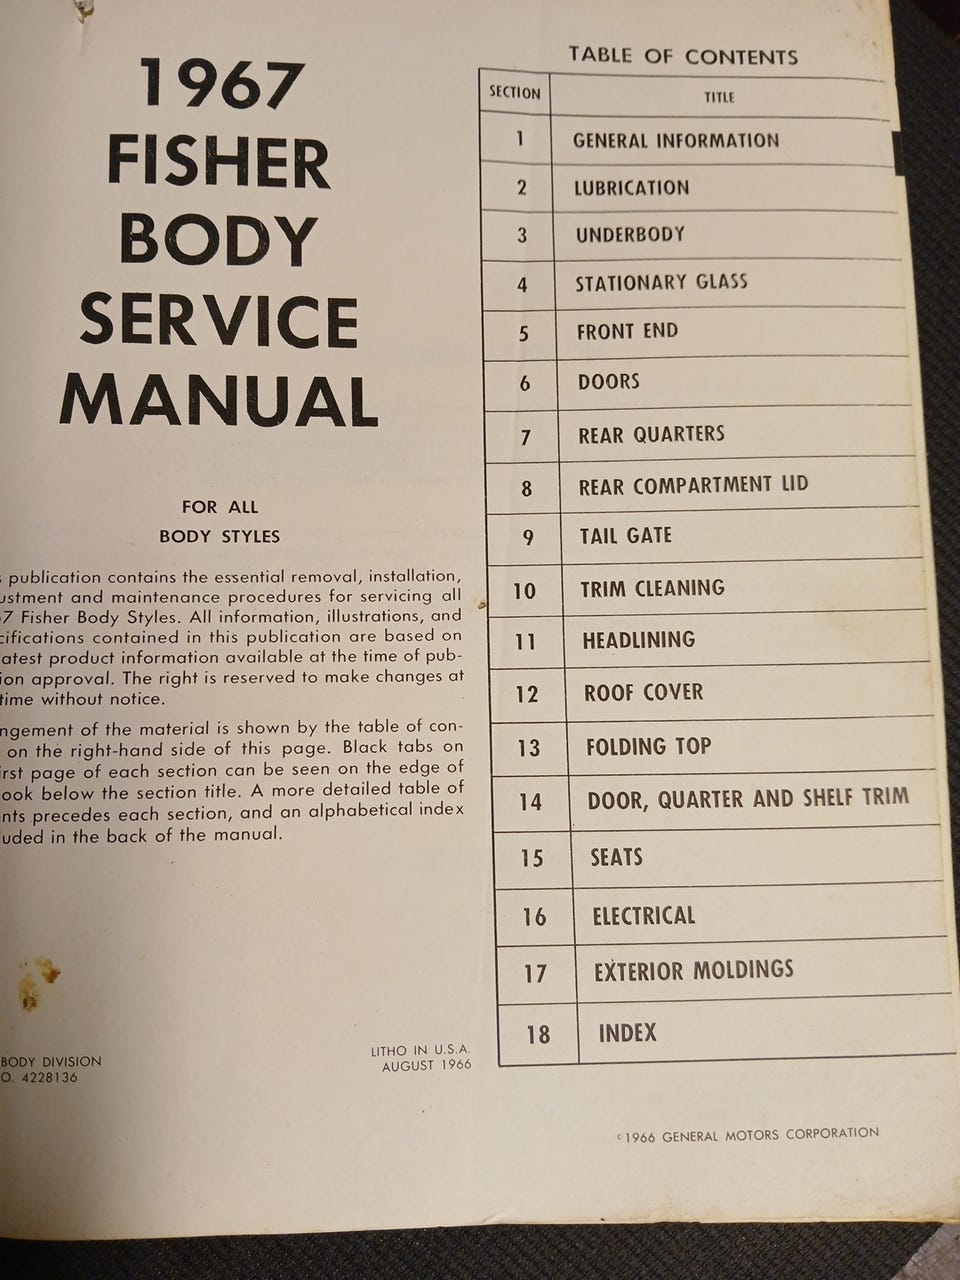 1967
FISHER
BODY
SERVICE
MANUAL
FOR ALL
BODY STYLES
publication contains the essential removal, installation,
ustment and maintenance procedures for servicing all
7 Fisher Body Styles. All information, illustrations, and
cifications contained in this publication are based on
atest product information available at the time of pub-
ion approval. The right is reserved to make changes at
time without notice.
ngement of the material is shown by the table of con-
on the right-hand side of this page. Black tabs on
irst page of each section can be seen on the edge of
ook below the section title. A more detailed table of
nts precedes each section, and an alphabetical index
uded in the back of the manual.
BODY DIVISION
O. 4228136
LITHO IN U.S.A.
AUGUST 1966
TABLE OF CONTENTS
SECTION TITLE
1 GENERAL INFORMATION
2 LUBRICATION
3 UNDERBODY
4 STATIONARY GLASS
5 FRONT END
6 DOORS
7 REAR QUARTERS
8 REAR COMPARTMENT LID
9 TAIL GATE
10 TRIM CLEANING
11 HEADLINING
12 ROOF COVER
13 FOLDING TOP
14 DOOR, QUARTER AND SHELF TRIM
15 SEATS
16 ELECTRICAL
17 EXTERIOR MOLDINGS
18 INDEX
©1966 GENERAL MOTORS CORPORATION